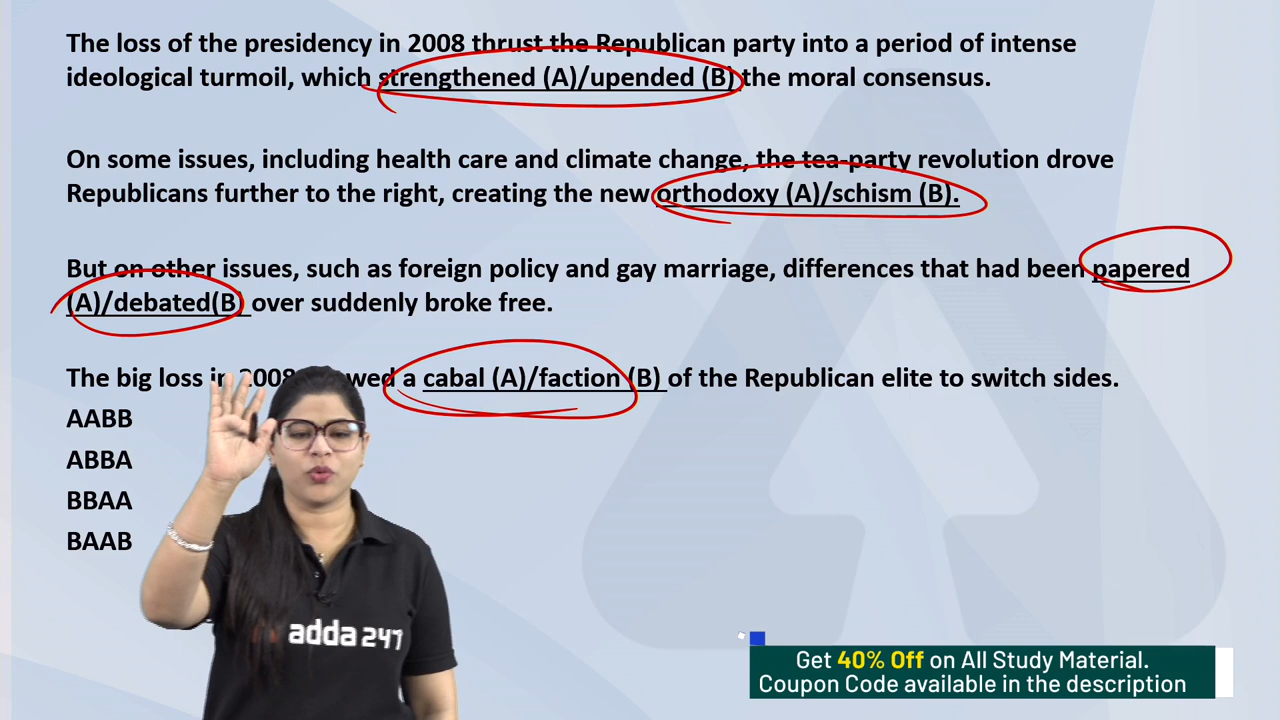 The loss of the presidency in 2008 thrust the Republican party into a period of intense
ideological turmoil, which strengthened (A)/upended (B) the moral consensus.
On some issues, including health care and climate change, the tea-party revolution drove
Republicans further to the right, creating the new orthodoxy (A)/schism (B).
But on other issues, such as foreign policy and gay marriage, differences that had been papered
(A)/debated(B) over suddenly broke free.
The big loss in 2008 a cabal (A)/faction (B) of the Republican elite to switch sides.
AABB
ABBA
BBAA
BAAB
adda 247
Get 40% Off on All Study Material.
Coupon Code available in the description